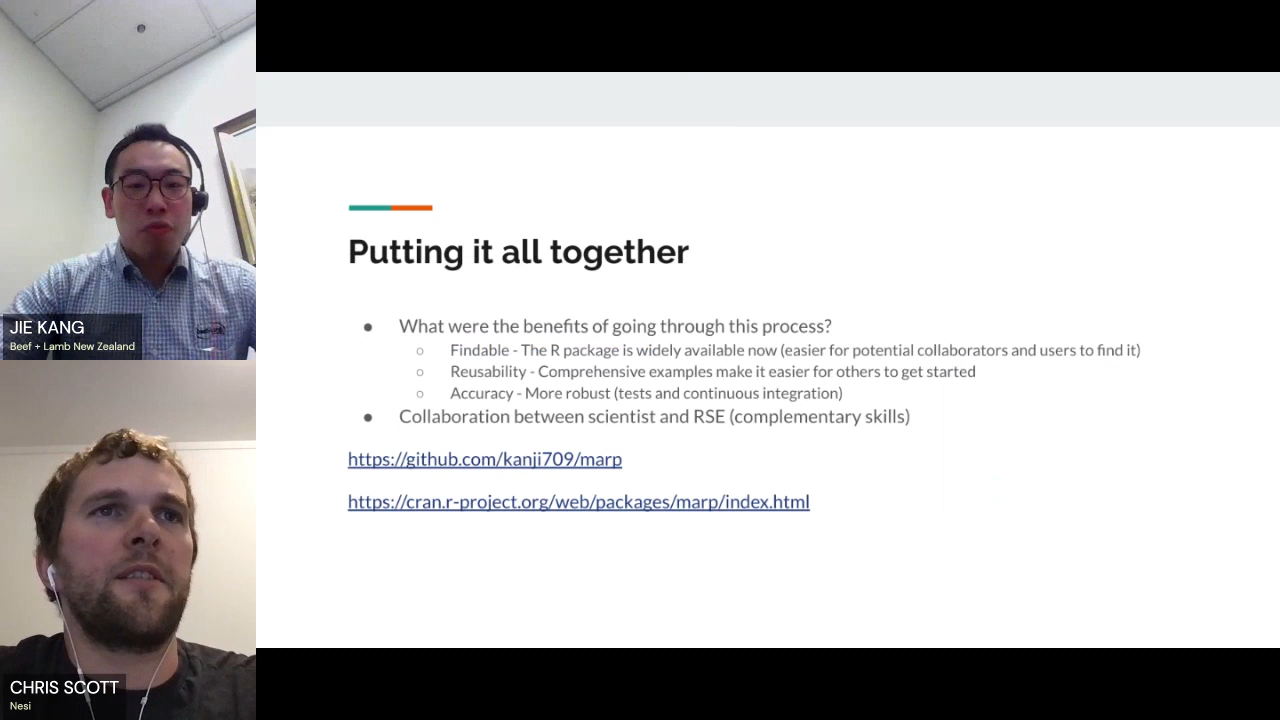 JIE KANG
Beef + Lamb New Zealand
CHRIS SCOTT
Nesi
Putting it all together
● What were the benefits of going through this process?
○ Findable - The R package is widely available now (easier for potential collaborators and users to find it)
○ Reusability - Comprehensive examples make it easier for others to get started
○ Accuracy - More robust (tests and continuous integration)
● Collaboration between scientist and RSE (complementary skills)
https://github.com/kanji709/marp
https://cran.r-project.org/web/packages/marp/index.html